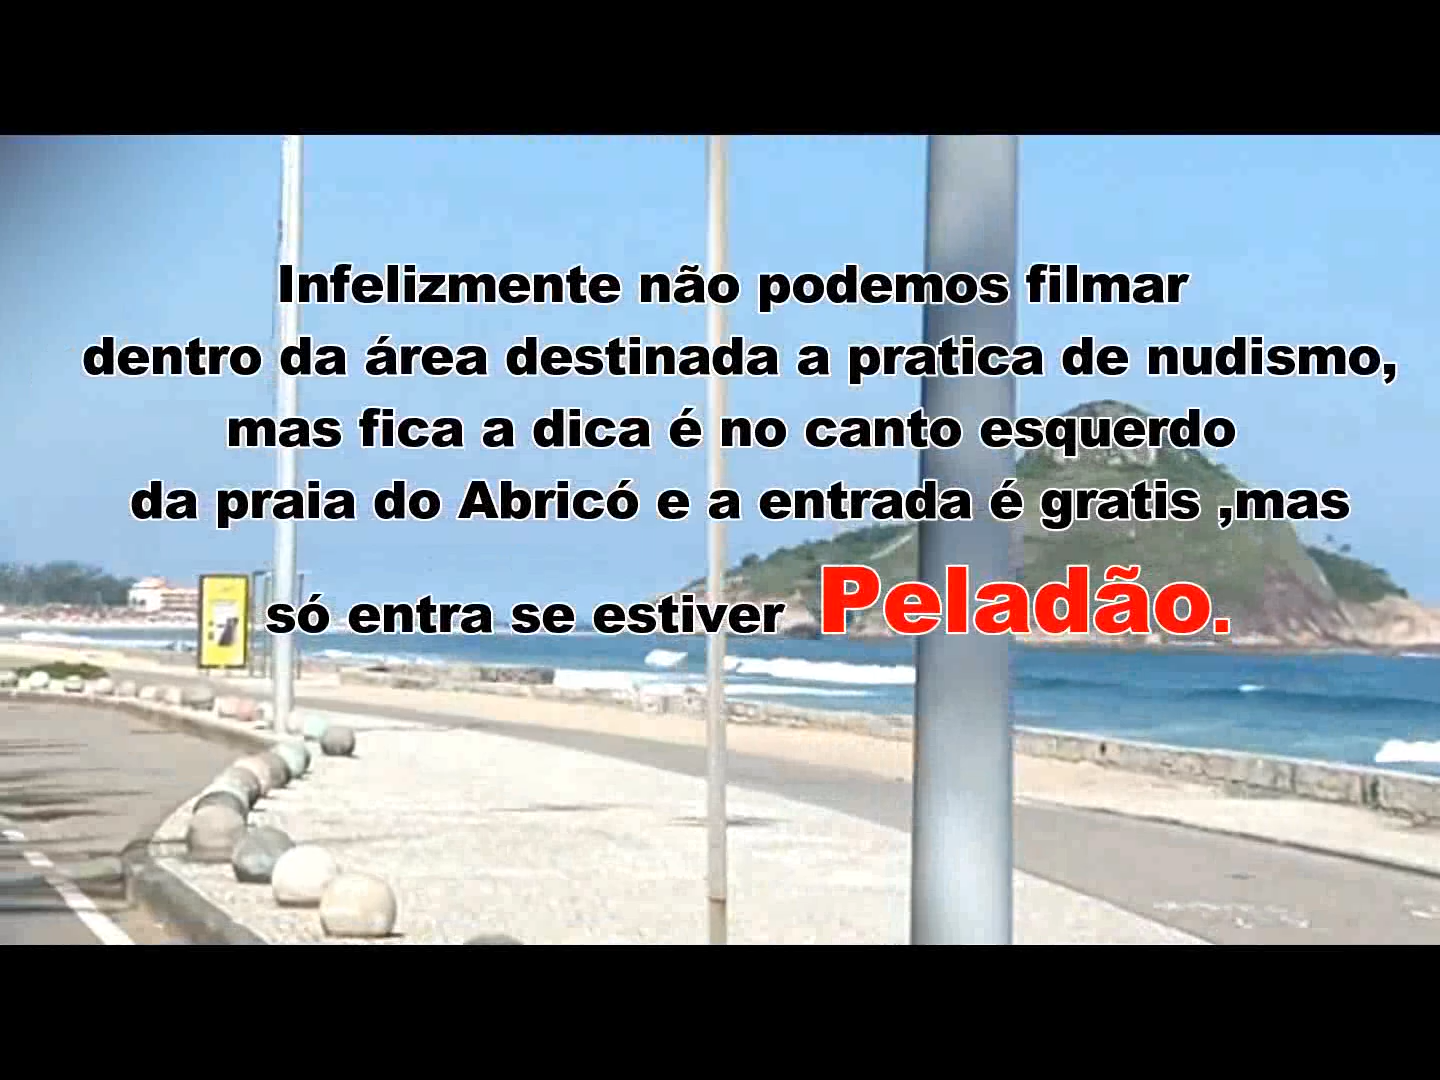 Infelizmente não podemos filmar
dentro da área destinada a pratica de nudismo,
mas fica a dica é no canto esquerdo
da praia do Abricó e a entrada é gratis ,mas
só entra se estiver Peladão.